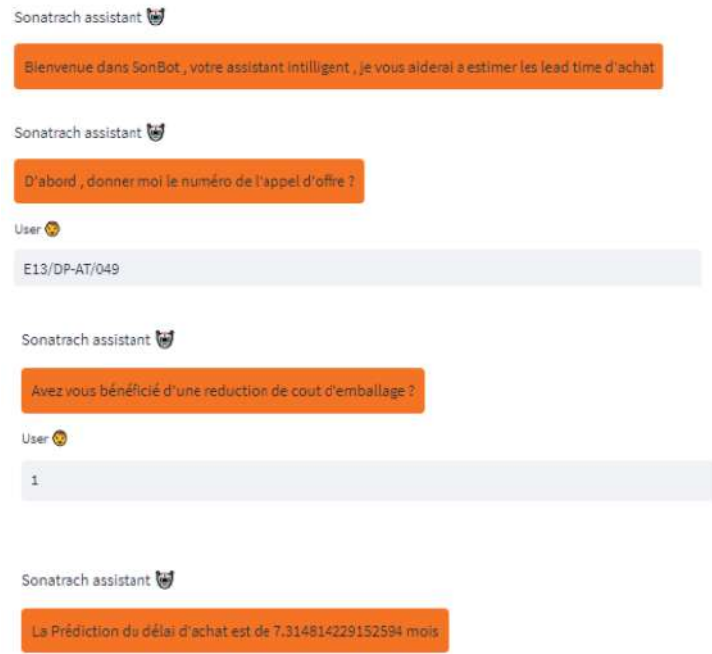 Sonatrach assistant
Bienvenue dans SonBot , votre assistant intilligent , je vous aiderai a estimer les lead time d'achat
Sonatrach assistant
D'abord , donner moi le numéro de l'appel d'offre ?
User
E13/DP-AT/049
Sonatrach assistant
Avez vous bénéficié d'une reduction de cout d'emballage ?
User
1
Sonatrach assistant
La Prédiction du délai d'achat est de 7.314814229152594 mois